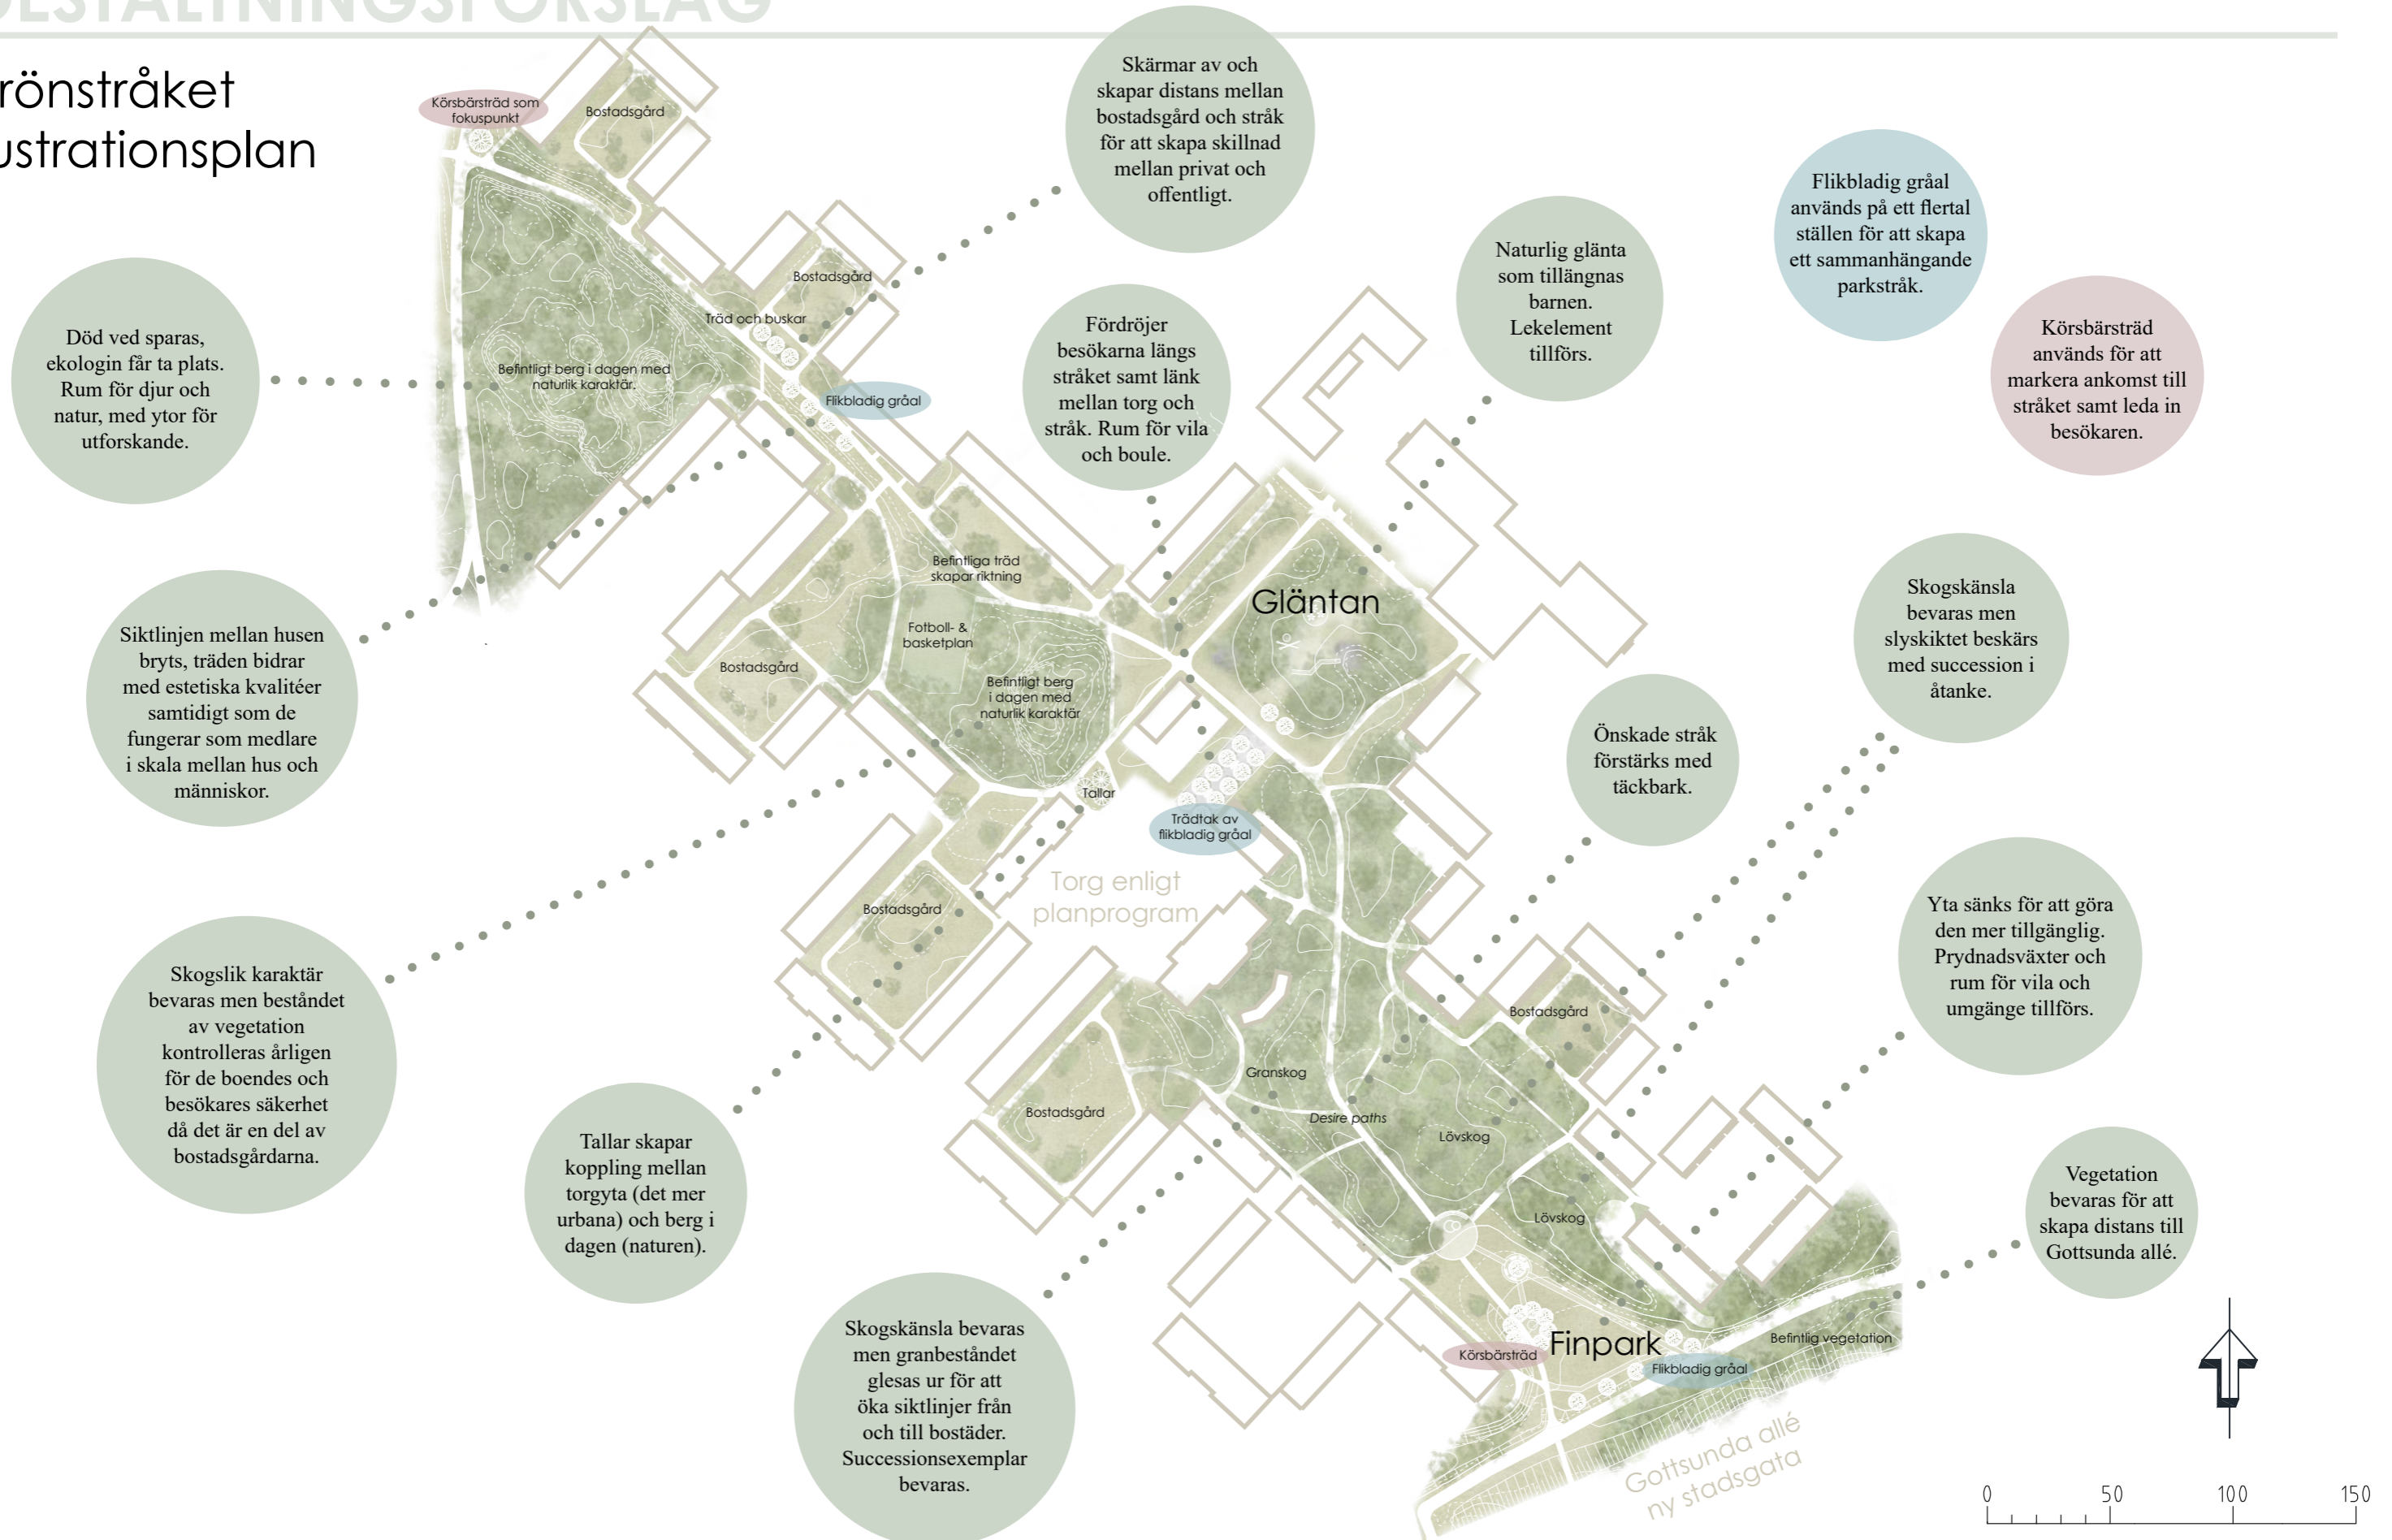 GESTALTNINGSFÖRSLAG
rönstråket
ustrationsplan
Körsbärsträd som
fokuspunkt
Bostadsgård
Skärmar av och
skapar distans mellan
bostadsgård och stråk
för att skapa skillnad
mellan privat och
offentligt.
Flikbladig gråal
används på ett flertal
ställen för att skapa
ett sammanhängande
parkstråk.
Naturlig glänta
som tillängnas
barnen.
Lekelement
tillförs.
Körsbärsträd
används för att
markera ankomst till
stråket samt leda in
besökaren.
Död ved sparas,
ekologin får ta plats.
Rum för djur och
natur, med ytor för
utforskande.
Bostadsgård
Träd och buskar
Befintligt berg i dagen med
naturlik karaktär.
Flikbladig gråal
Fördröjer
besökarna längs
stråket samt länk
mellan torg och
stråk. Rum för vila
och boule.
Befintliga träd
skapar riktning
Gläntan
Fotboll- &
basketplan
Bostadsgård
Befintligt berg
i dagen med
naturlik karaktär
Siktlinjen mellan husen
bryts, träden bidrar
med estetiska kvalitéer
samtidigt som de
fungerar som medlare
i skala mellan hus och
människor.
Skogskänsla
bevaras men
slyskiktet beskärs
med succession i
åtanke.
Önskade stråk
förstärks med
täckbark.
Tallar
Trädtak av
flikbladig gråal
Torg enligt
planprogram
Bostadsgård
Yta sänks för att göra
den mer tillgänglig.
Prydnadsväxter och
rum för vila och
umgänge tillförs.
Skogslik karaktär
bevaras men beståndet
av vegetation
kontrolleras årligen
för de boendes och
besökares säkerhet
då det är en del av
bostadsgårdarna.
Bostadsgård
Granskog
Bostadsgård
Desire paths
Lövskog
Tallar skapar
koppling mellan
torgyta (det mer
urbana) och berg i
dagen (naturen).
Lövskog
Vegetation
bevaras för att
skapa distans till
Gottsunda allé.
Skogskänsla bevaras
men granbeståndet
glesas ur för att
öka siktlinjer från
och till bostäder.
Successionsexemplar
bevaras.
Körsbärsträd
Finpark
Befintlig vegetation
Flikbladig gråal
Gottsunda allé
ny stadsgata
0 50 100 150